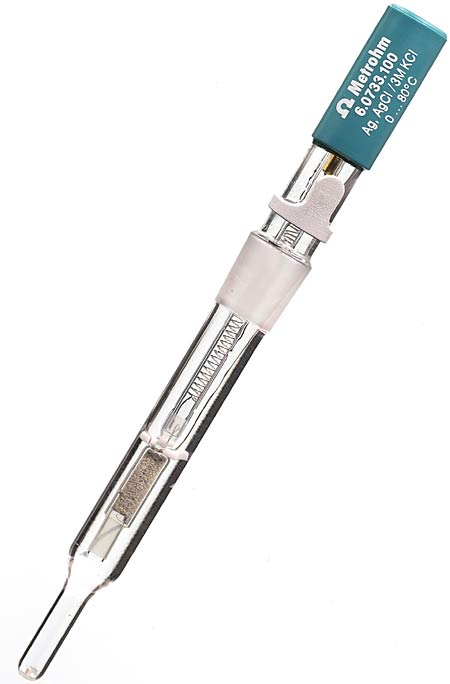 Ω Metrohm
6.0733.100
Ag, AgCl / 3M KCl
0 ... 80°C